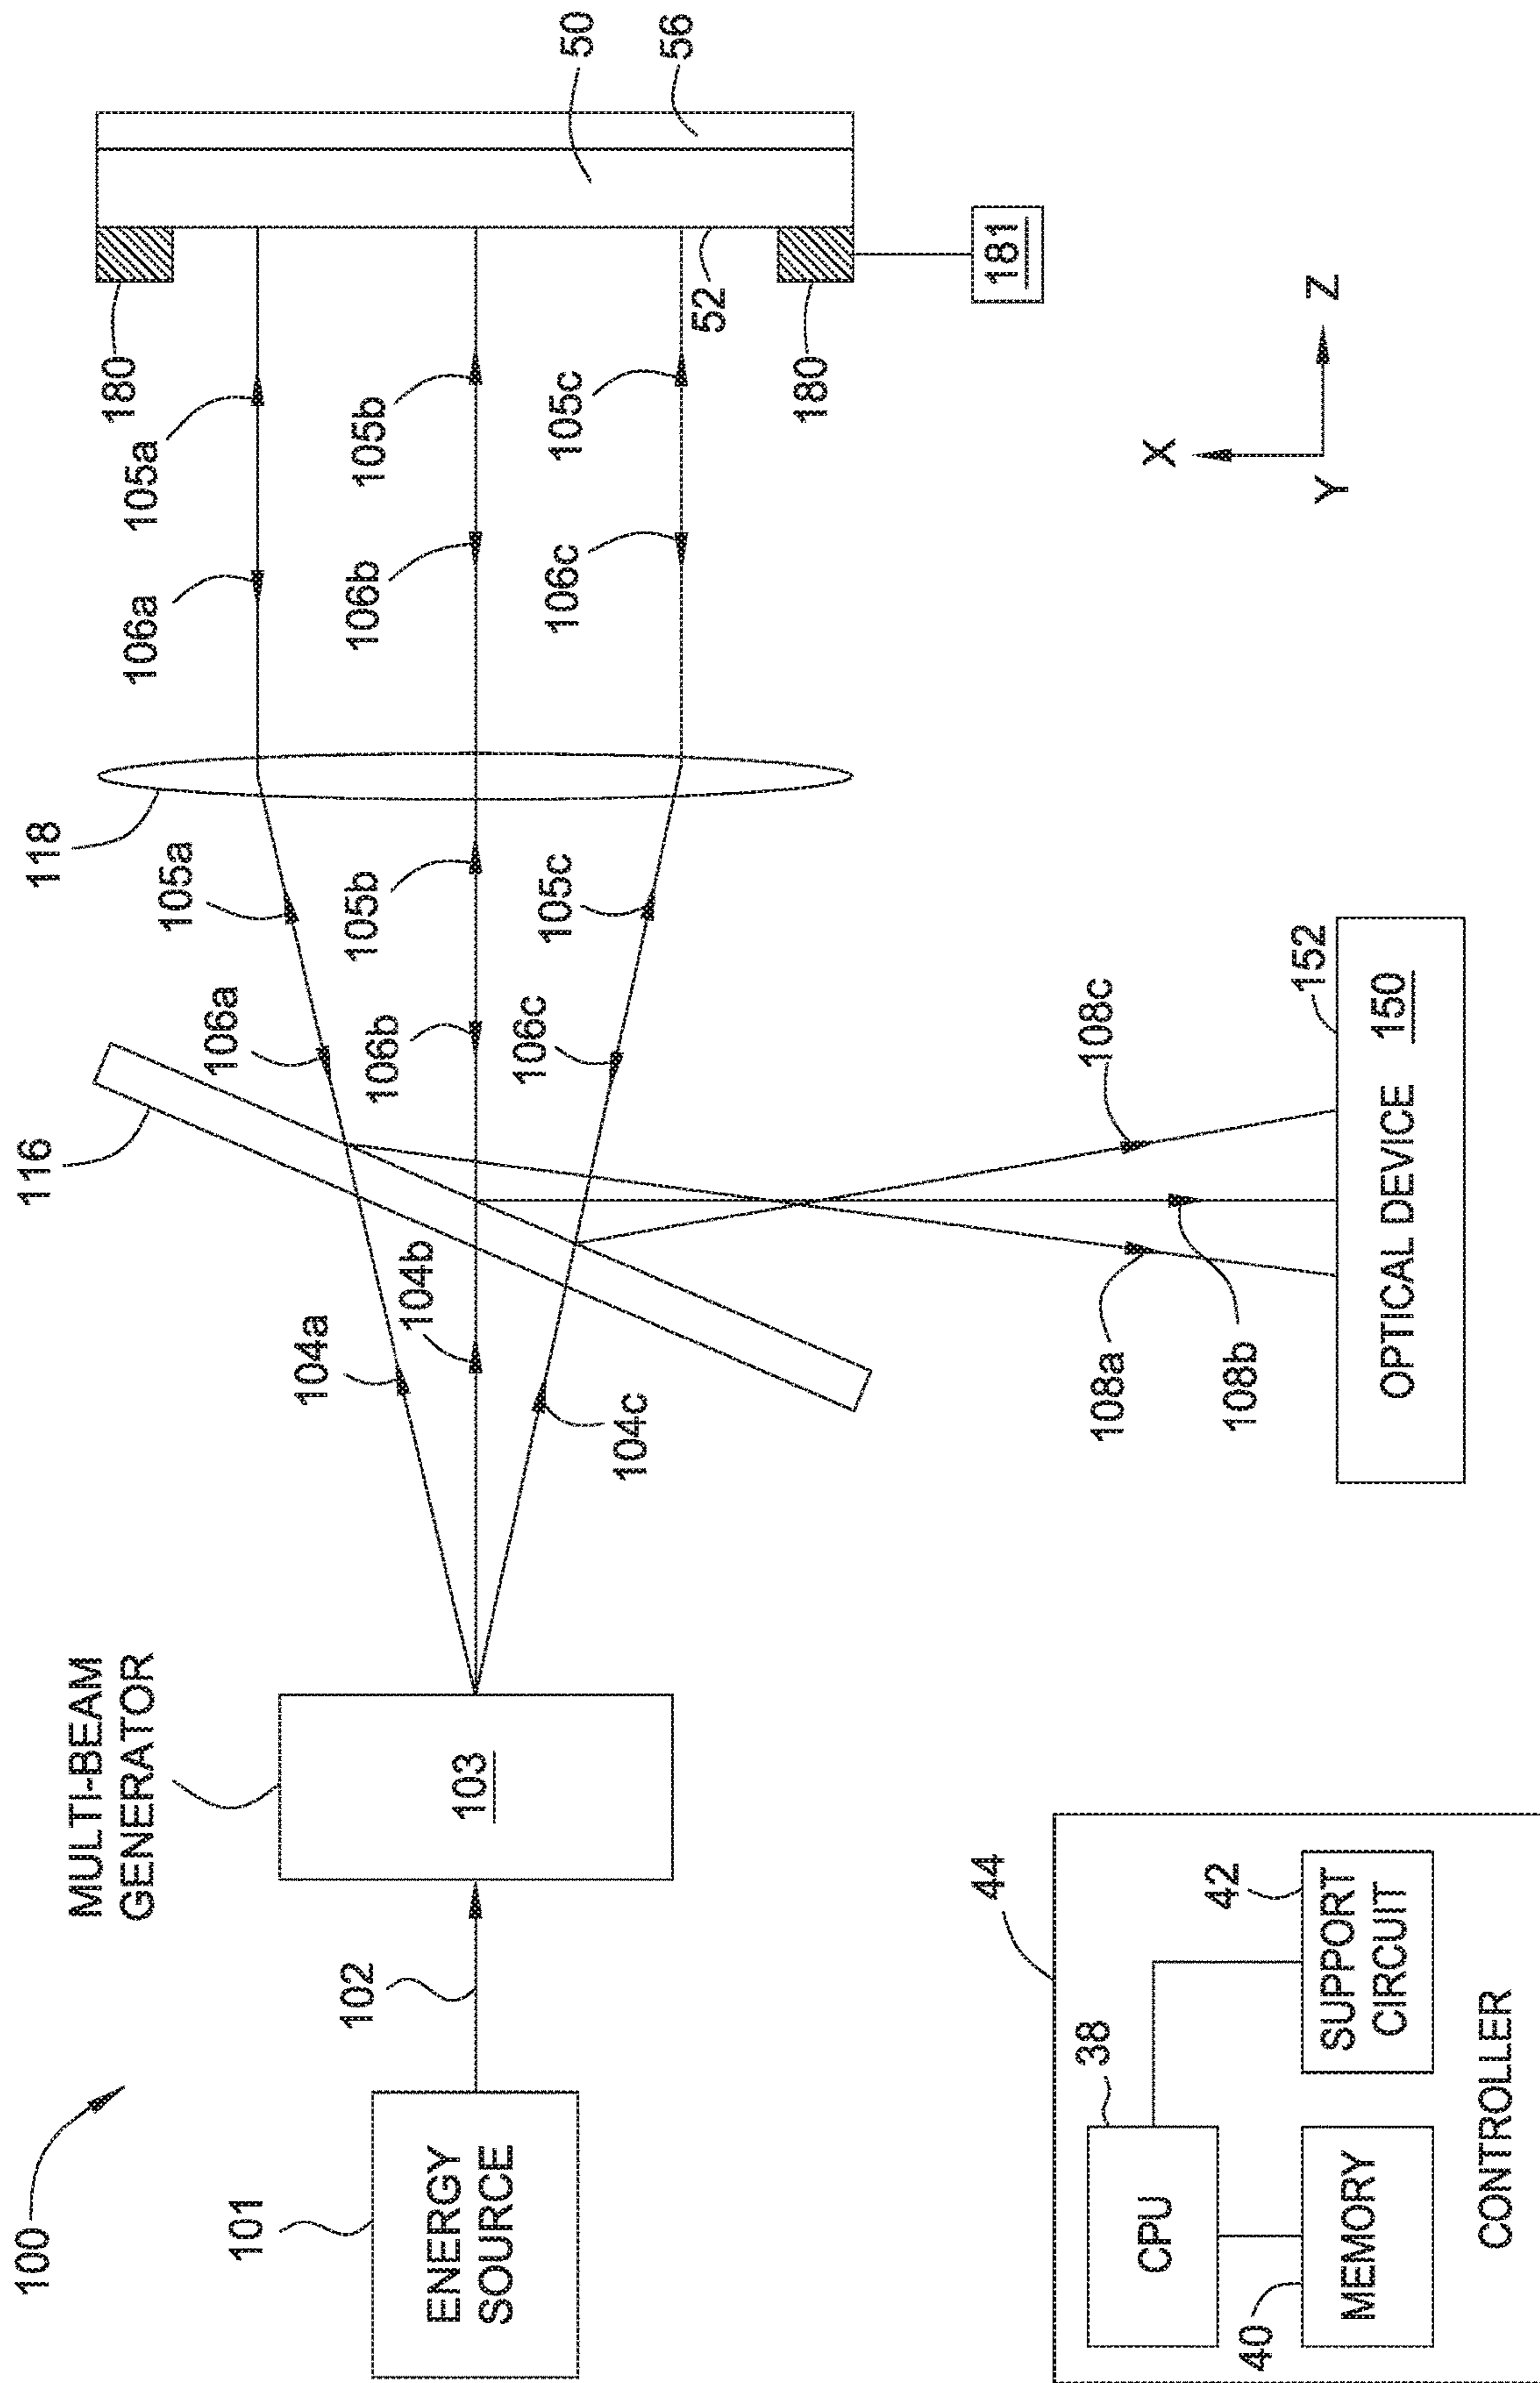 100
101
ENERGY
SOURCE
102
MULTI-BEAM
GENERATOR
103
104a
104b
104c
116
106a
106b
106c
105a
105b
105c
118
106a
106b
106c
105a
105b
105c
180
180
52
50
56
181
X
Y
Z
108a
108b
108c
152
OPTICAL DEVICE 150
44
38
CPU
40
MEMORY
42
SUPPORT
CIRCUIT
CONTROLLER